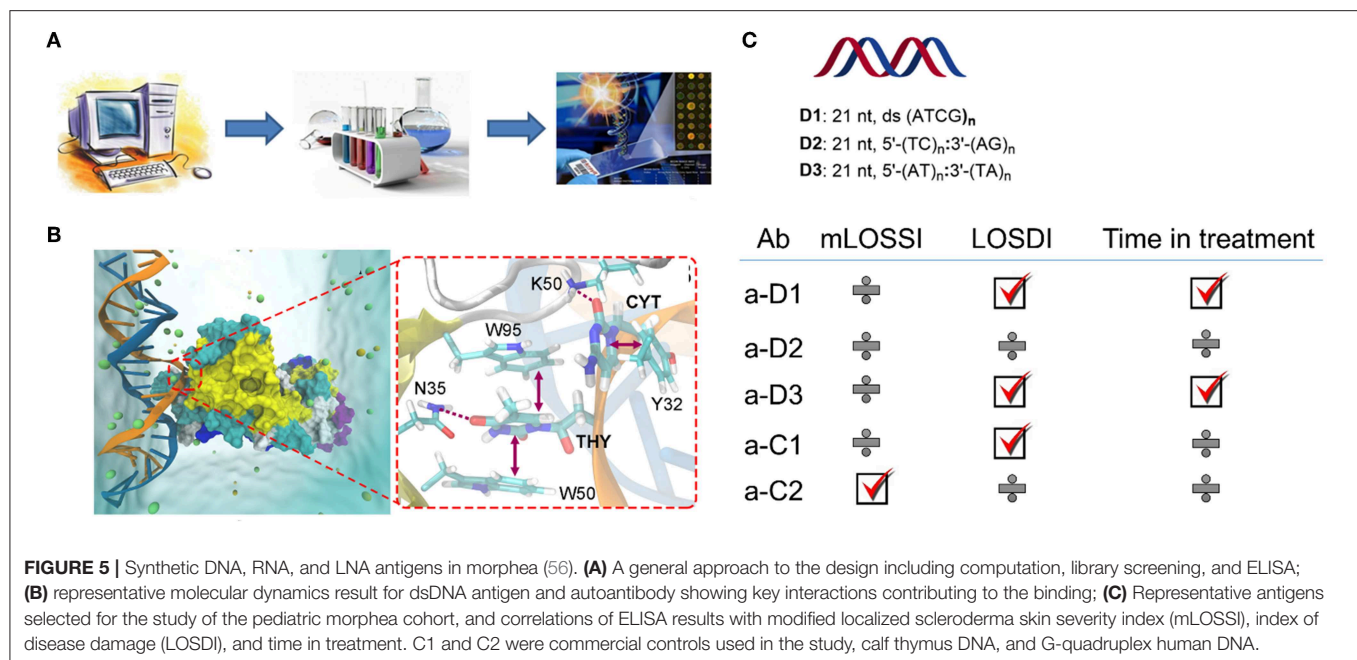 A
C
D1: 21 nt, ds (ATCG)n
D2: 21 nt, 5'-(TC)n:3'-(AG)n
D3: 21 nt, 5'-(AT)n:3'-(TA)n
B
K50
CYT
W95
N35
Y32
THY
W50
Ab mLOSSI LOSDI Time in treatment
a-D1
a-D2
a-D3
a-C1
a-C2
FIGURE 5 | Synthetic DNA, RNA, and LNA antigens in morphea (56). (A) A general approach to the design including computation, library screening, and ELISA;
(B) representative molecular dynamics result for dsDNA antigen and autoantibody showing key interactions contributing to the binding; (C) Representative antigens
selected for the study of the pediatric morphea cohort, and correlations of ELISA results with modified localized scleroderma skin severity index (mLOSSI), index of
disease damage (LOSDI), and time in treatment. C1 and C2 were commercial controls used in the study, calf thymus DNA, and G-quadruplex human DNA.